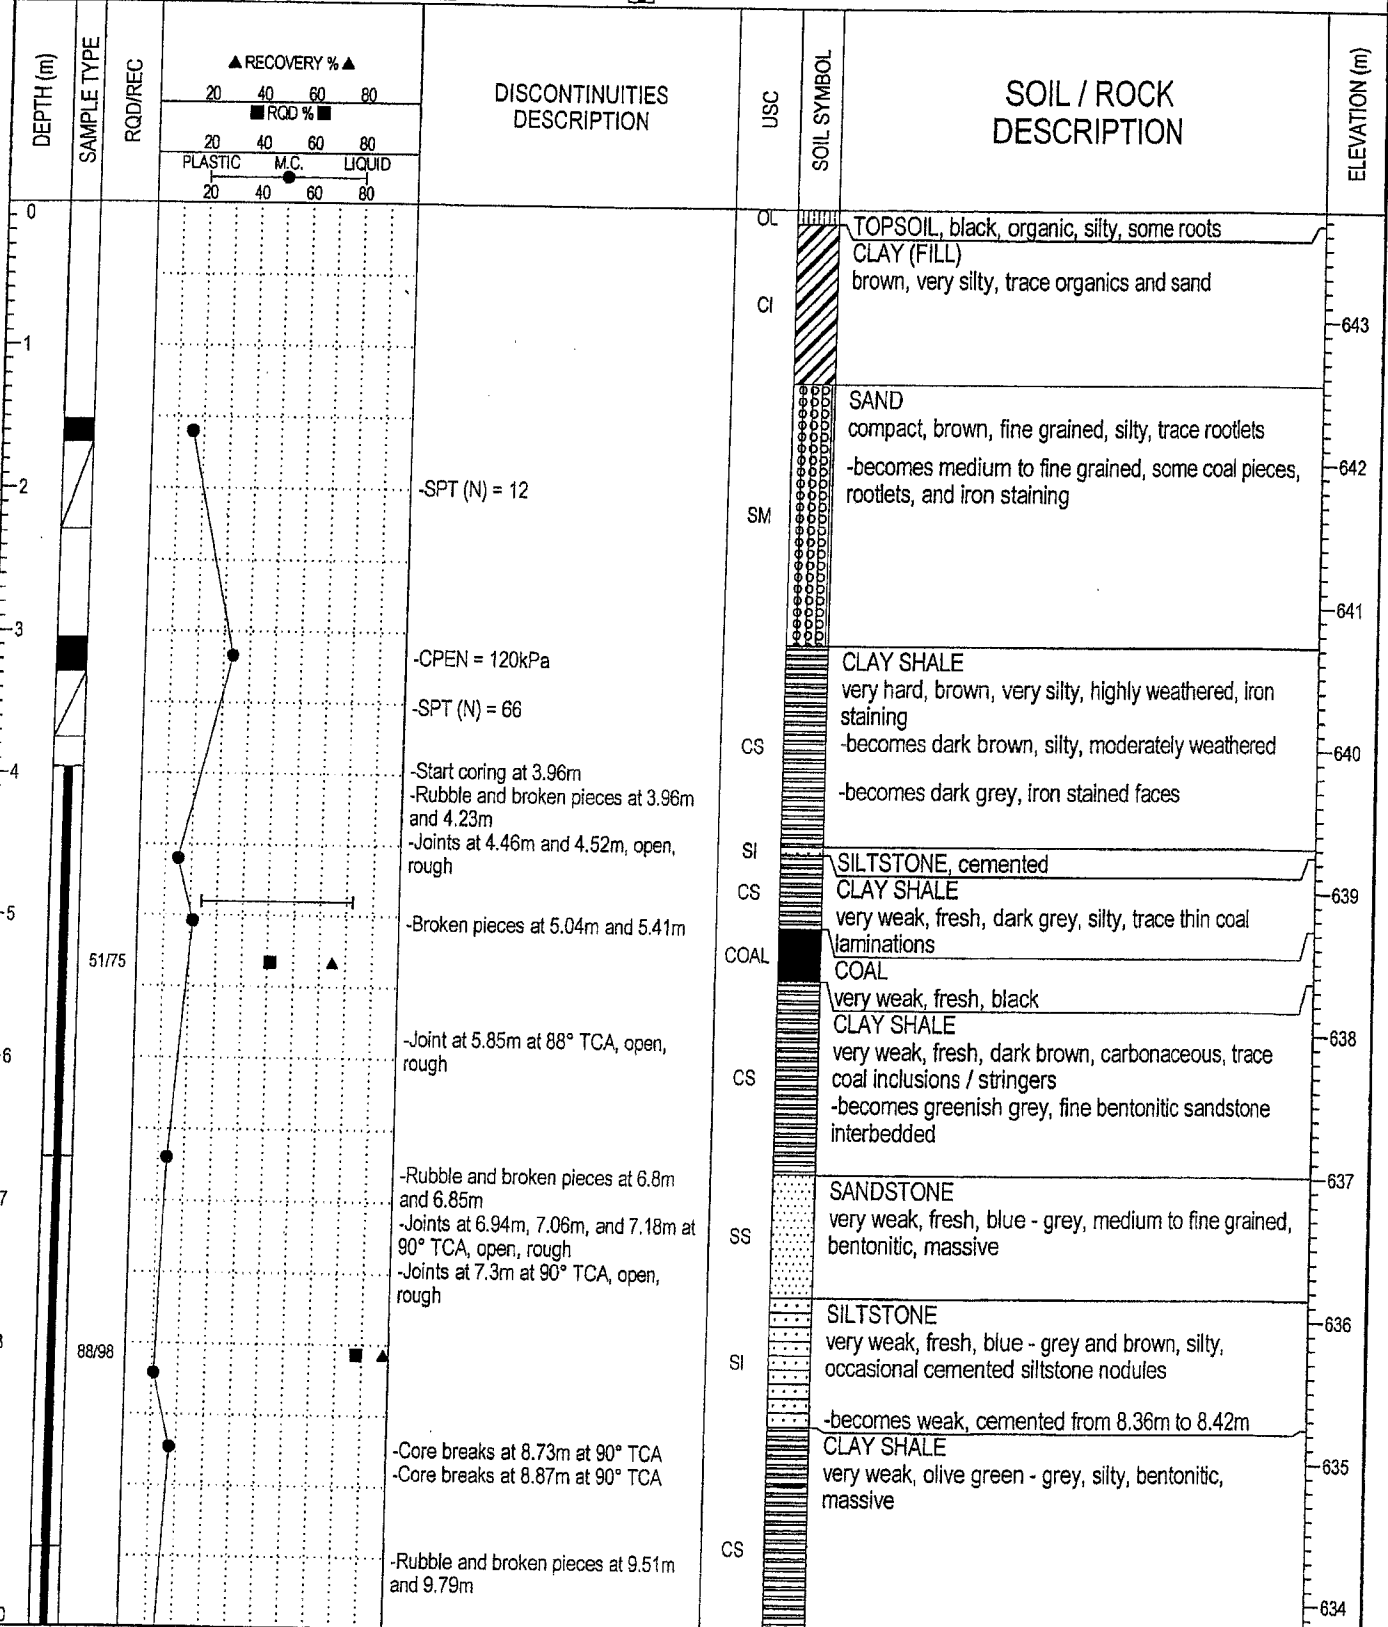 DEPTH (m)
SAMPLE TYPE
RQD/REC
▲ RECOVERY % ▲
20 40 60 80
■ RQD % ■
20 40 60 80
PLASTIC M.C. LIQUID
20 40 60 80
DISCONTINUITIES
DESCRIPTION
USC
SOIL SYMBOL
SOIL / ROCK
DESCRIPTION
ELEVATION (m)
0
1
2
3
4
5
6
7
51/75
88/98
-SPT (N) = 12
-CPEN = 120kPa
-SPT (N) = 66
-Start coring at 3.96m
-Rubble and broken pieces at 3.96m
and 4.23m
-Joints at 4.46m and 4.52m, open,
rough
-Broken pieces at 5.04m and 5.41m
-Joint at 5.85m at 88° TCA, open,
rough
-Rubble and broken pieces at 6.8m
and 6.85m
-Joints at 6.94m, 7.06m, and 7.18m at
90° TCA, open, rough
-Joints at 7.3m at 90° TCA, open,
rough
-Core breaks at 8.73m at 90° TCA
-Core breaks at 8.87m at 90° TCA
-Rubble and broken pieces at 9.51m
and 9.79m
OL
CI
SM
CS
SI
CS
COAL
CS
SS
SI
CS
TOPSOIL, black, organic, silty, some roots
CLAY (FILL)
brown, very silty, trace organics and sand
SAND
compact, brown, fine grained, silty, trace rootlets
-becomes medium to fine grained, some coal pieces,
rootlets, and iron staining
CLAY SHALE
very hard, brown, very silty, highly weathered, iron
staining
-becomes dark brown, silty, moderately weathered
-becomes dark grey, iron stained faces
SILTSTONE, cemented
CLAY SHALE
very weak, fresh, dark grey, silty, trace thin coal
laminations
COAL
very weak, fresh, black
CLAY SHALE
very weak, fresh, dark brown, carbonaceous, trace
coal inclusions / stringers
-becomes greenish grey, fine bentonitic sandstone
interbedded
SANDSTONE
very weak, fresh, blue - grey, medium to fine grained,
bentonitic, massive
SILTSTONE
very weak, fresh, blue - grey and brown, silty,
occasional cemented siltstone nodules
-becomes weak, cemented from 8.36m to 8.42m
CLAY SHALE
very weak, olive green - grey, silty, bentonitic,
massive
643
642
641
640
639
638
637
636
635
634